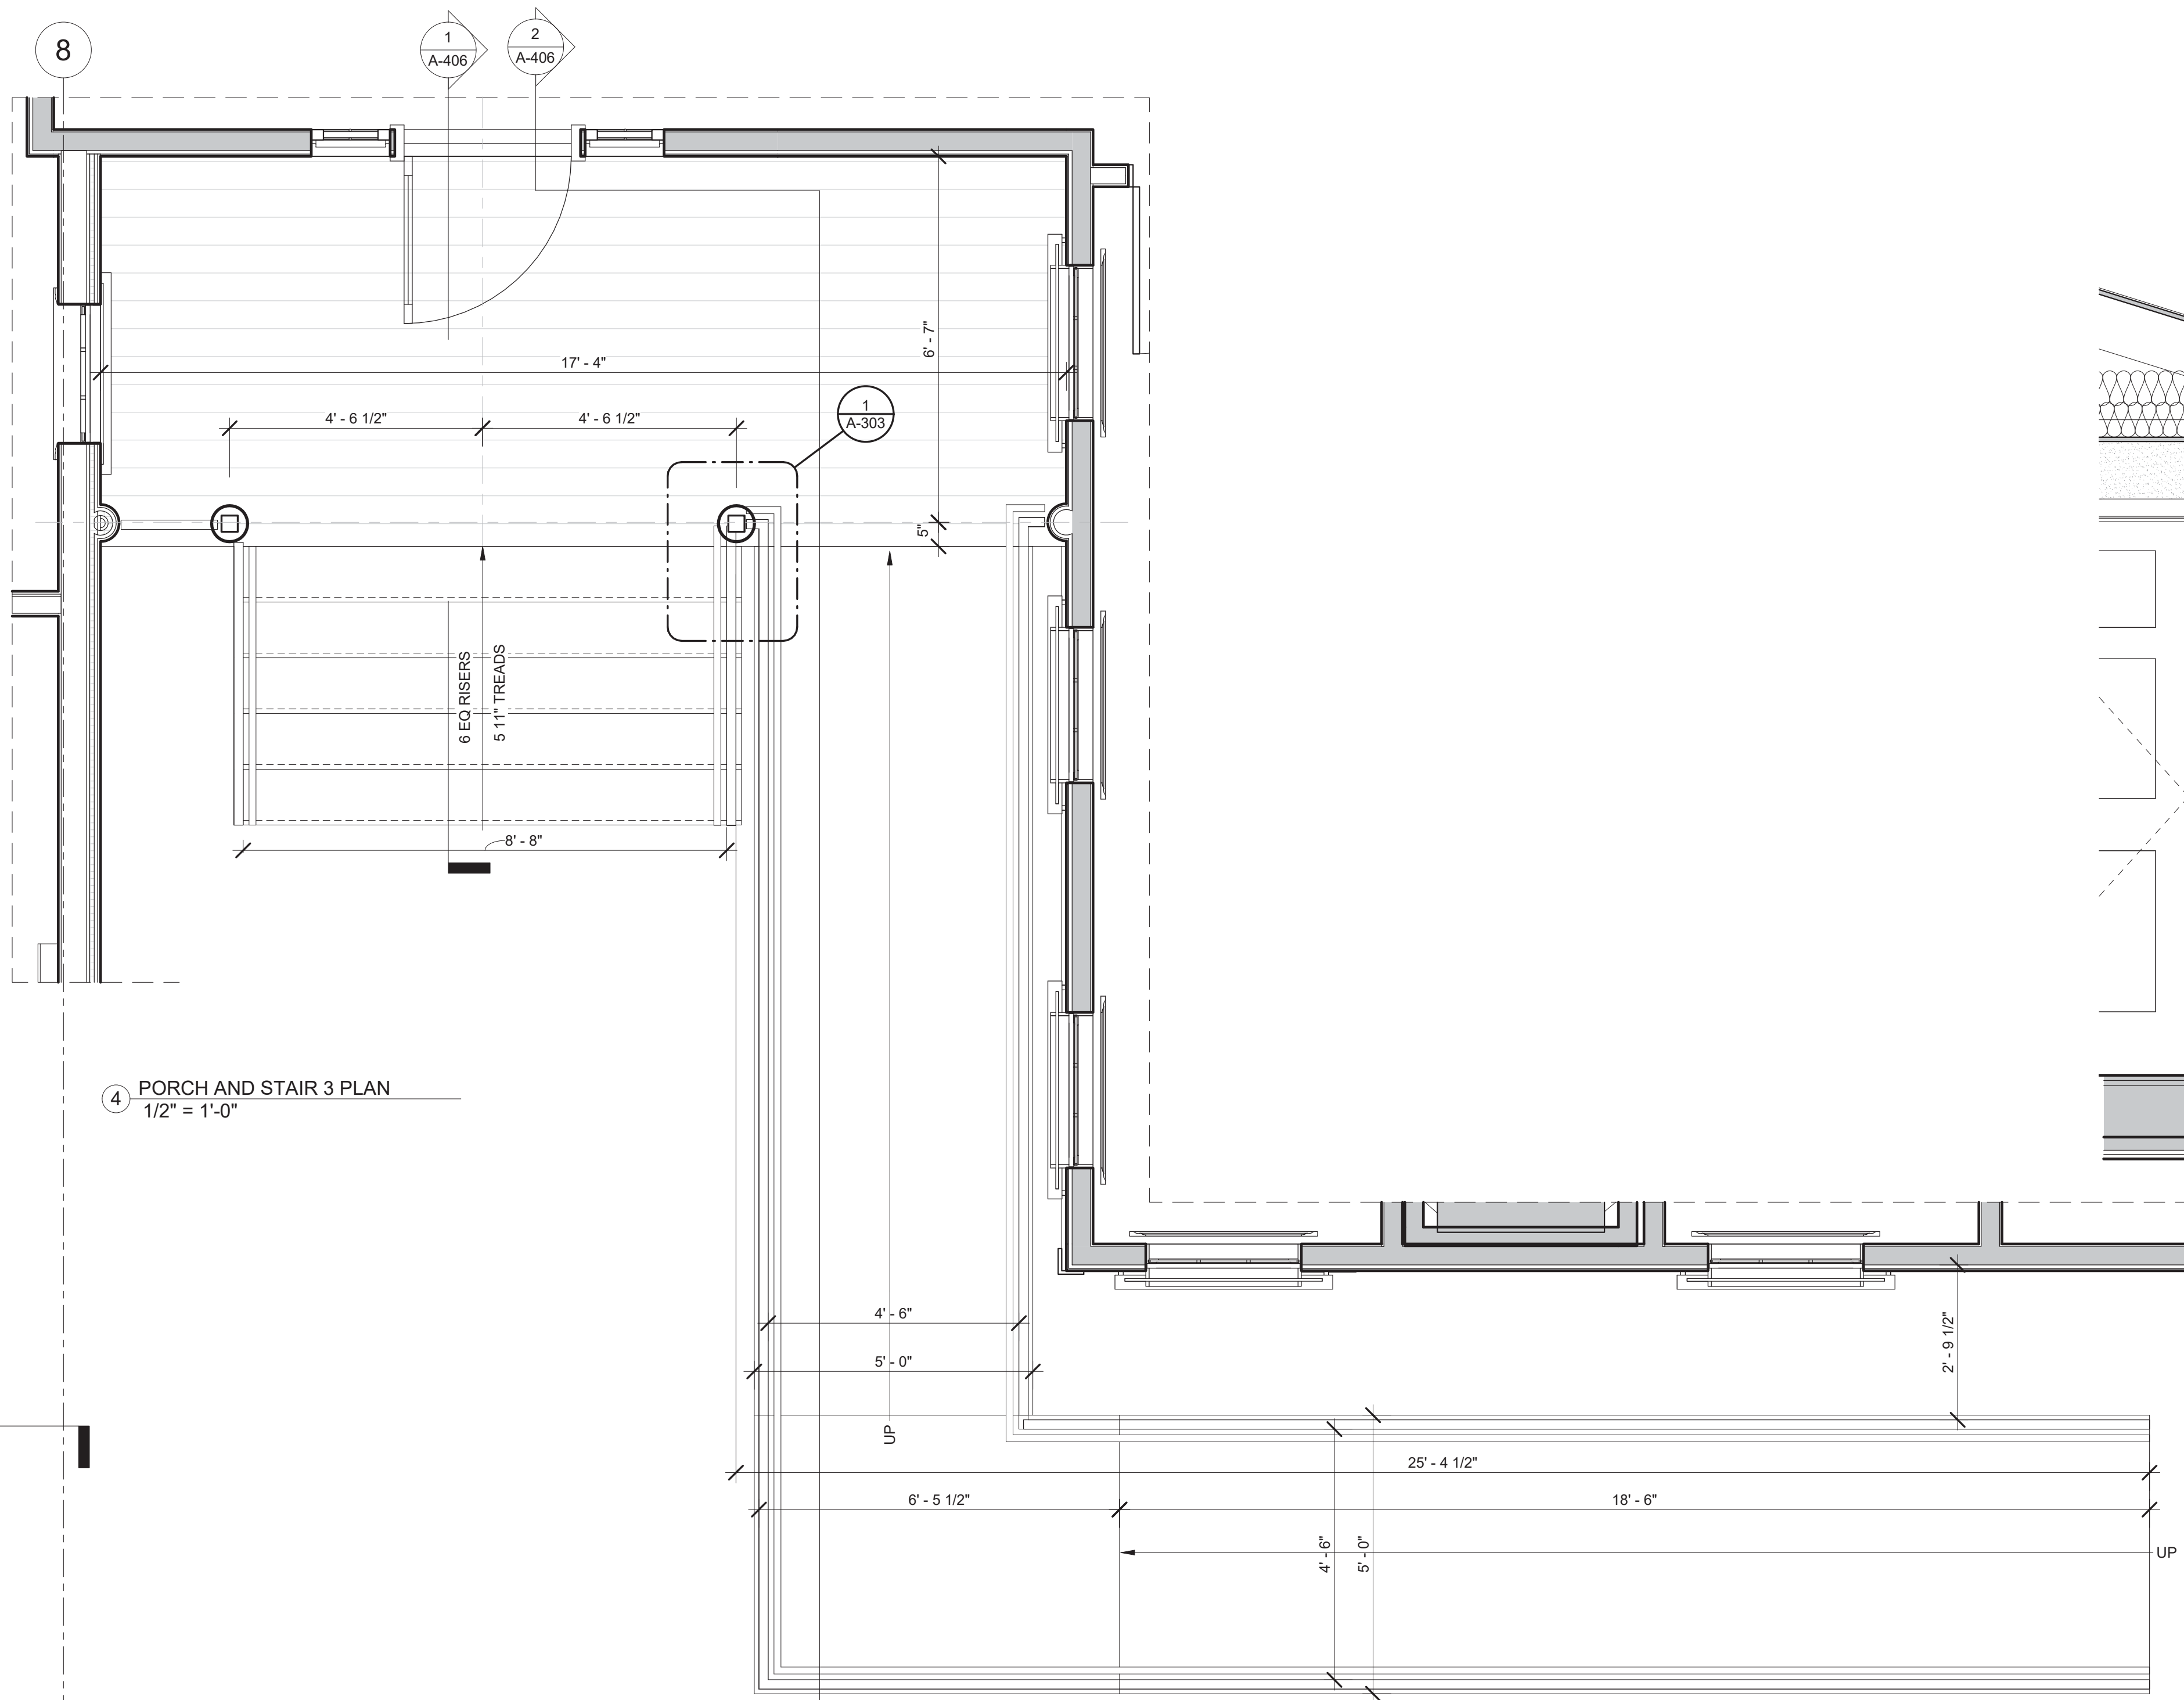 8
1
A-406
2
A-406
6' - 7"
17' - 4"
4' - 6 1/2"
4' - 6 1/2"
1
A-303
5"
6 EQ RISERS
5 11" TREADS
8' - 8"
4 PORCH AND STAIR 3 PLAN
1/2" = 1'-0"
4' - 6"
2' - 9 1/2"
5' - 0"
UP
25' - 4 1/2"
6' - 5 1/2"
18' - 6"
4' - 6"
5' - 0"
UP